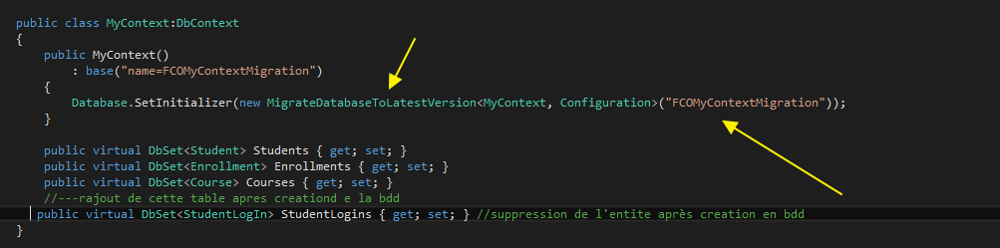 public class MyContext:DbContext
{
public MyContext()
: base("name=FCOMyContextMigration")
{
Database.SetInitializer(new MigrateDatabaseToLatestVersion<MyContext, Configuration>("FCOMyContextMigration"));
}
public virtual DbSet<Student> Students { get; set; }
public virtual DbSet<Enrollment> Enrollments { get; set; }
public virtual DbSet<Course> Courses { get; set; }
//---rajout de cette table apres creationd e la bdd
public virtual DbSet<StudentLogIn> StudentLogins { get; set; } //suppression de l'entite après creation en bdd
}